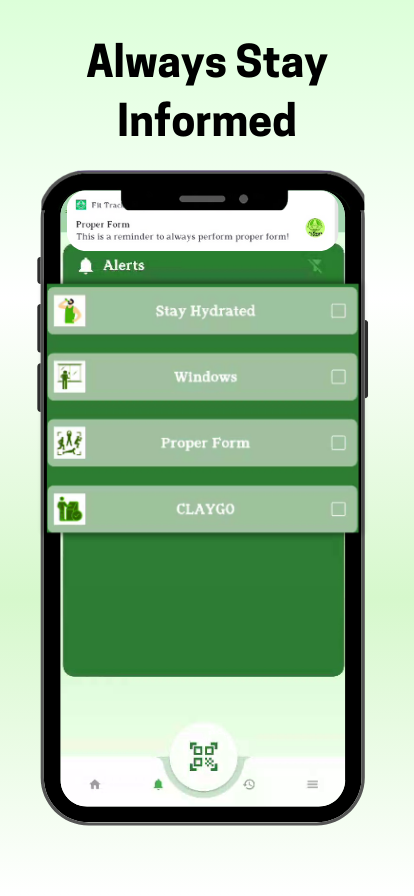 Always Stay
Informed
Fit Trac
Proper Form
This is a reminder to always perform proper form!
Alerts
Stay Hydrated
Windows
Proper Form
CLAYGO